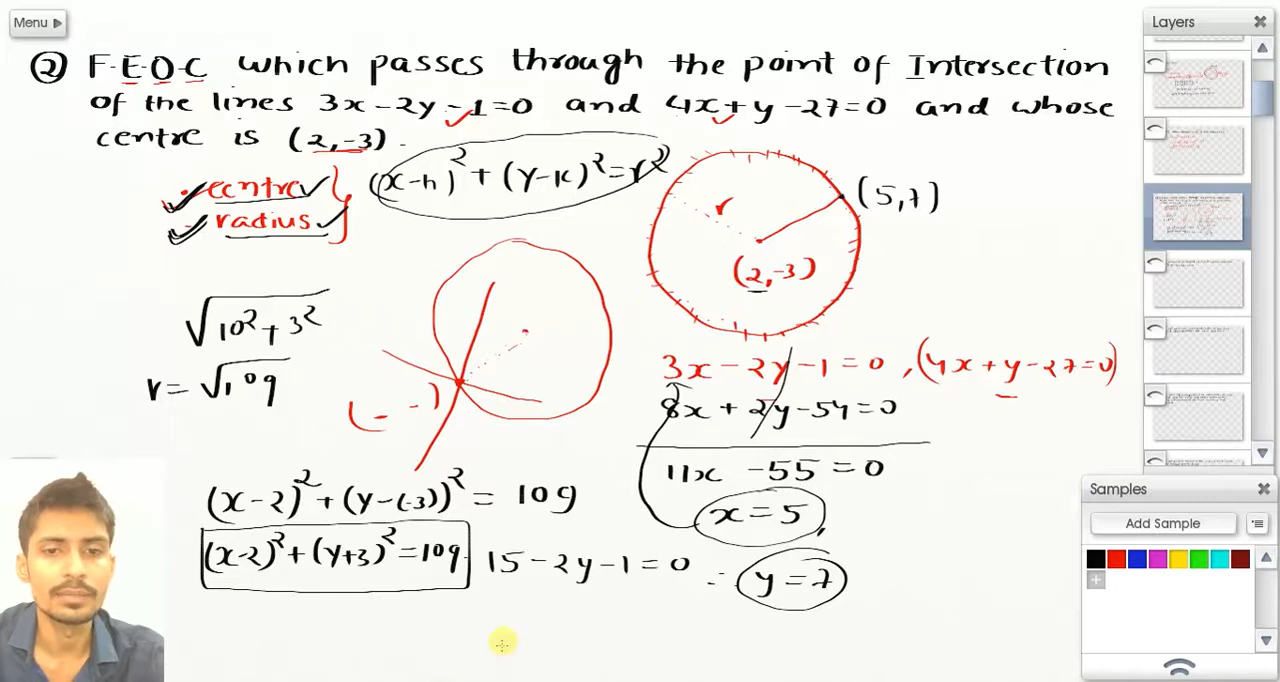 Menu
Layers
② F-E-O-C which passes through the point of Intersection
of the lines 3x-2y-1=0 and 4x+y-27=0 and whose
centre is (2,-3).
(x-h)²+(y-k)²=r²
centre
radius
r
(5,7)
(2,-3)
√10²+3²
r=√109
(- -)
3x-2y-1=0, (4x+y-27=0)
8x+2y-54=0
11x -55=0
x=5,
(x-2)²+(y-(-3))²= 109
(x-2)²+(y+3)²=109.
15-2y-1=0 ∴ y=7
Samples
Add Sample